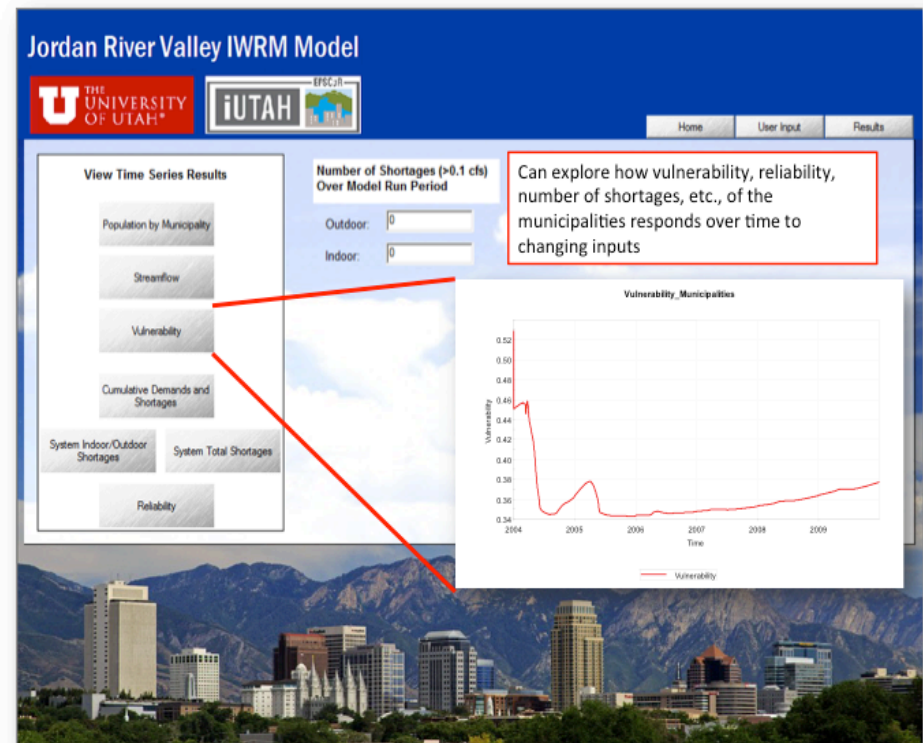 Jordan River Valley IWRM Model
THE
UNIVERSITY
OF UTAH®
EPSCoR
iUTAH
Home
User Input
Results
View Time Series Results
Population by Municipality
Streamflow
Vulnerability
Cumulative Demands and
Shortages
System Indoor/Outdoor
Shortages
System Total Shortages
Reliability
Number of Shortages (>0.1 cfs)
Over Model Run Period
Outdoor:
0
Indoor:
0
Can explore how vulnerability, reliability,
number of shortages, etc., of the
municipalities responds over time to
changing inputs
Vulnerability_Municipalities
0.52
0.50
0.48
0.46
0.44
0.42
0.40
0.38
0.36
0.34
Vulnerability
2004
2005
2006
2007
2008
2009
Time
Vulnerability